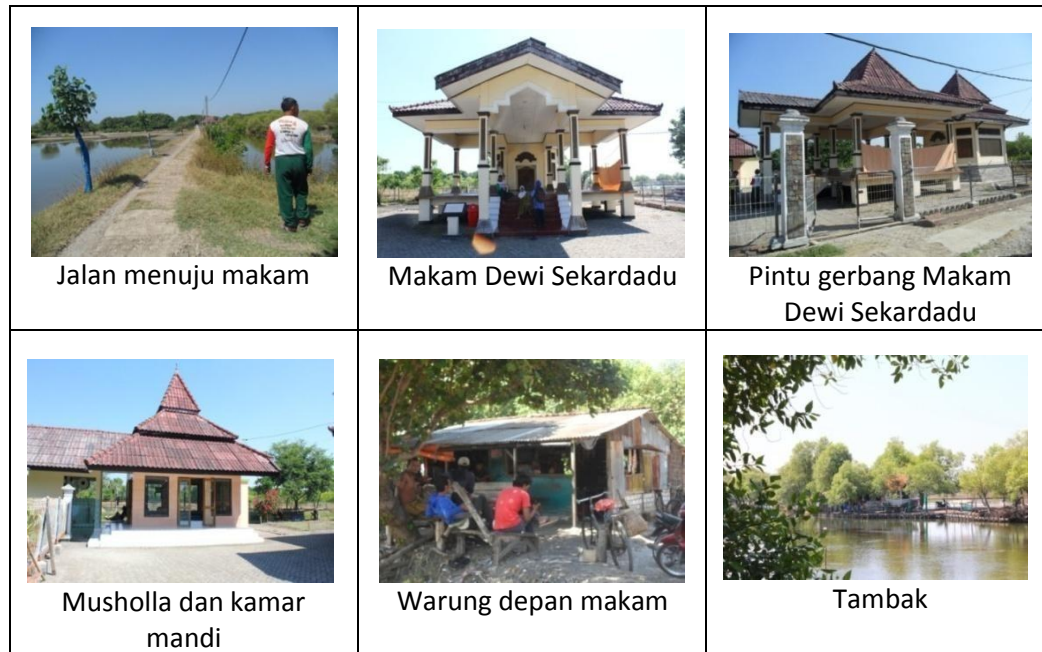 Jalan menuju makam
Makam Dewi Sekardadu
Pintu gerbang Makam
Dewi Sekardadu
Musholla dan kamar
mandi
Warung depan makam
Tambak